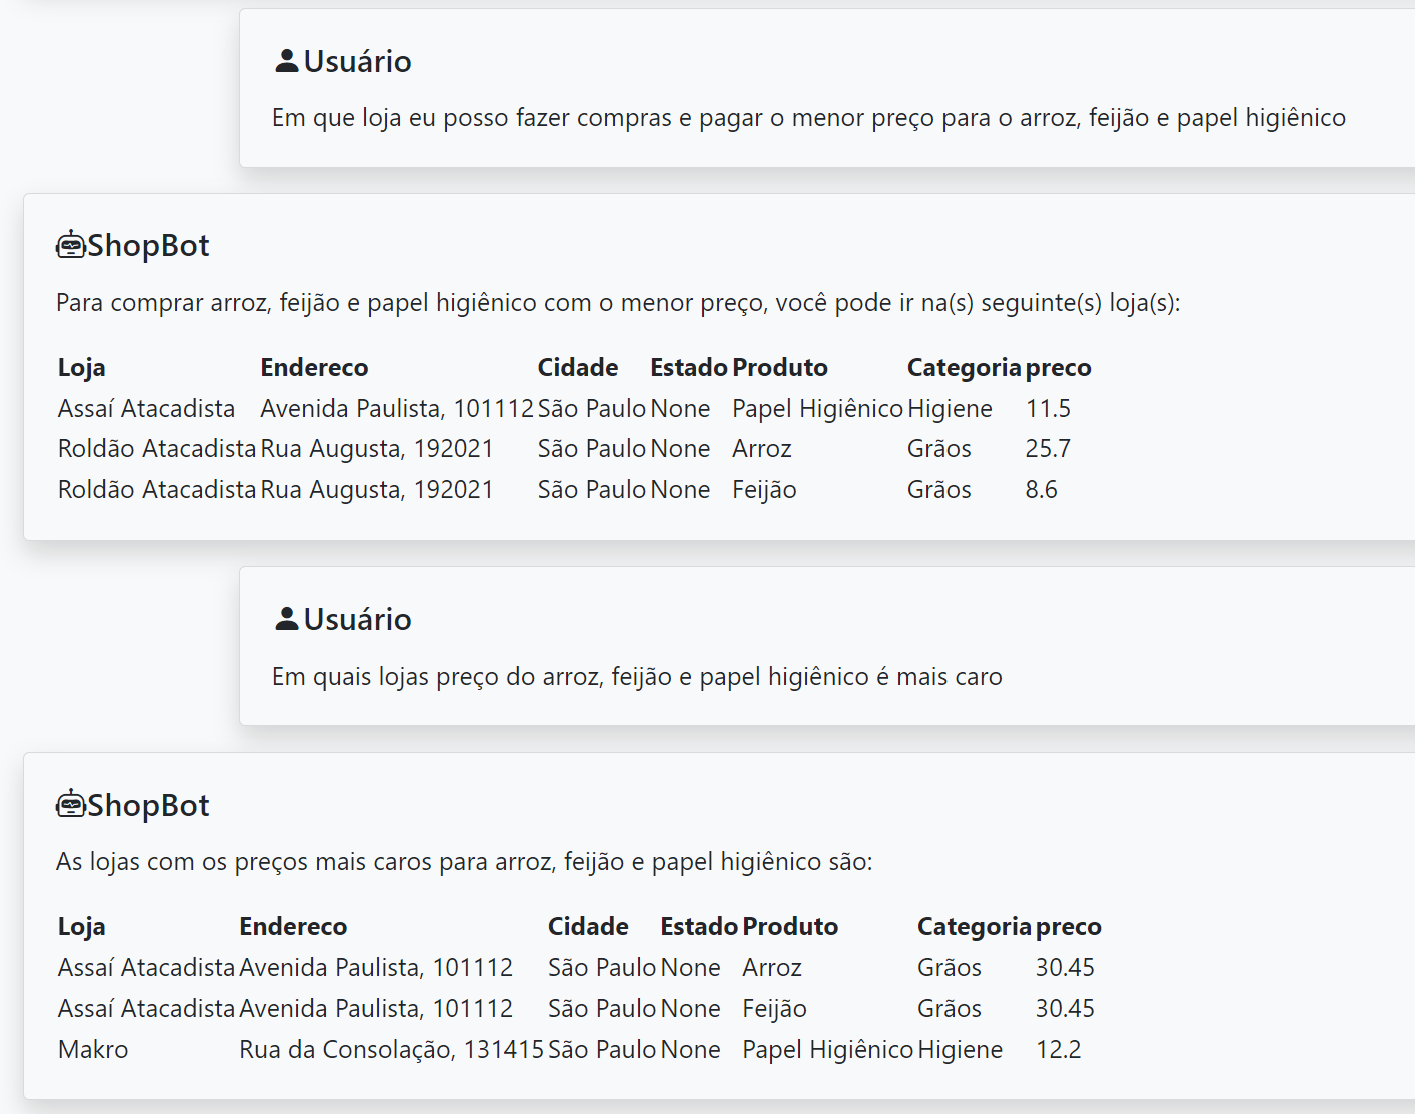 Usuário
Em que loja eu posso fazer compras e pagar o menor preço para o arroz, feijão e papel higiênico
ShopBot
Para comprar arroz, feijão e papel higiênico com o menor preço, você pode ir na(s) seguinte(s) loja(s):
Loja Endereco Cidade Estado Produto Categoria preco
Assaí Atacadista Avenida Paulista, 101112 São Paulo None Papel Higiênico Higiene 11.5
Roldão Atacadista Rua Augusta, 192021 São Paulo None Arroz Grãos 25.7
Roldão Atacadista Rua Augusta, 192021 São Paulo None Feijão Grãos 8.6
Usuário
Em quais lojas preço do arroz, feijão e papel higiênico é mais caro
ShopBot
As lojas com os preços mais caros para arroz, feijão e papel higiênico são:
Loja Endereco Cidade Estado Produto Categoria preco
Assaí Atacadista Avenida Paulista, 101112 São Paulo None Arroz Grãos 30.45
Assaí Atacadista Avenida Paulista, 101112 São Paulo None Feijão Grãos 30.45
Makro Rua da Consolação, 131415 São Paulo None Papel Higiênico Higiene 12.2